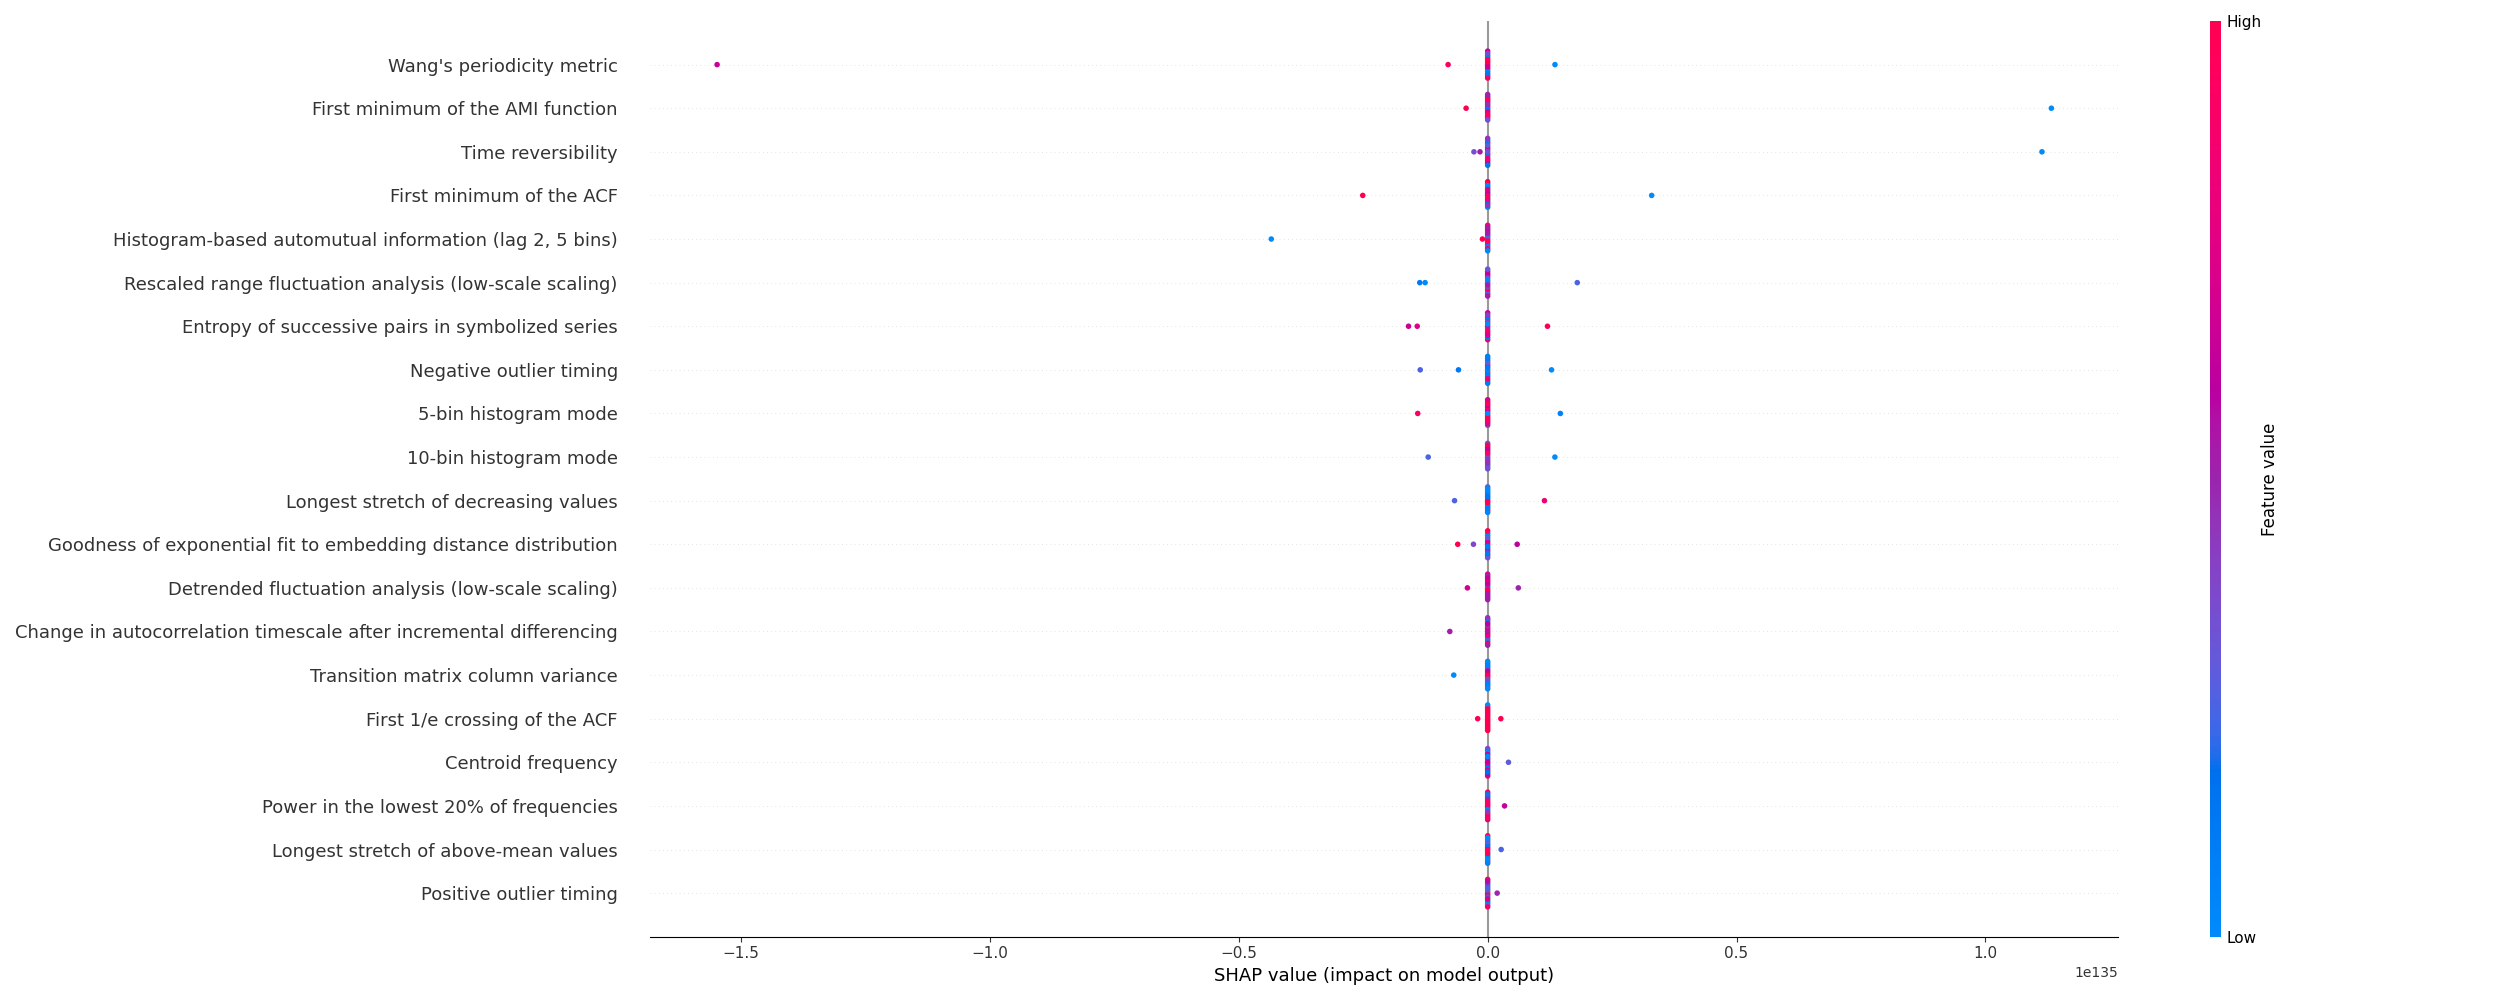 High
Wang's periodicity metric
First minimum of the AMI function
Time reversibility
First minimum of the ACF
Histogram-based automutual information (lag 2, 5 bins)
Rescaled range fluctuation analysis (low-scale scaling)
Entropy of successive pairs in symbolized series
Negative outlier timing
5-bin histogram mode
10-bin histogram mode
Longest stretch of decreasing values
Goodness of exponential fit to embedding distance distribution
Detrended fluctuation analysis (low-scale scaling)
Change in autocorrelation timescale after incremental differencing
Transition matrix column variance
First 1/e crossing of the ACF
Centroid frequency
Power in the lowest 20% of frequencies
Longest stretch of above-mean values
Positive outlier timing
Feature value
Low
−1.5 −1.0 −0.5 0.0 0.5 1.0
1e135
SHAP value (impact on model output)